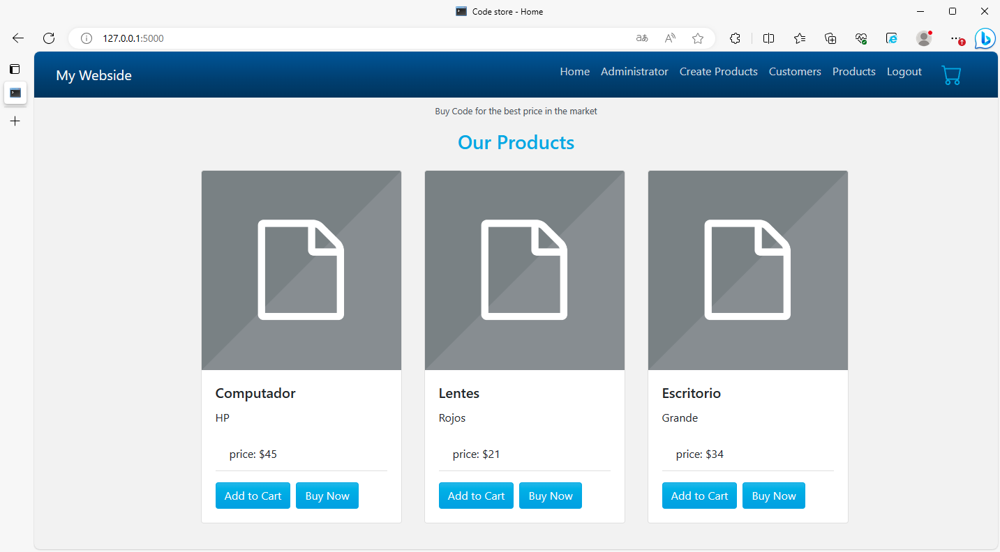 Code store - Home
127.0.0.1:5000
aあ
A
My Webside
Home Administrator Create Products Customers Products Logout
Buy Code for the best price in the market
Our Products
Computador
HP
price: $45
Add to Cart Buy Now
Lentes
Rojos
price: $21
Add to Cart Buy Now
Escritorio
Grande
price: $34
Add to Cart Buy Now